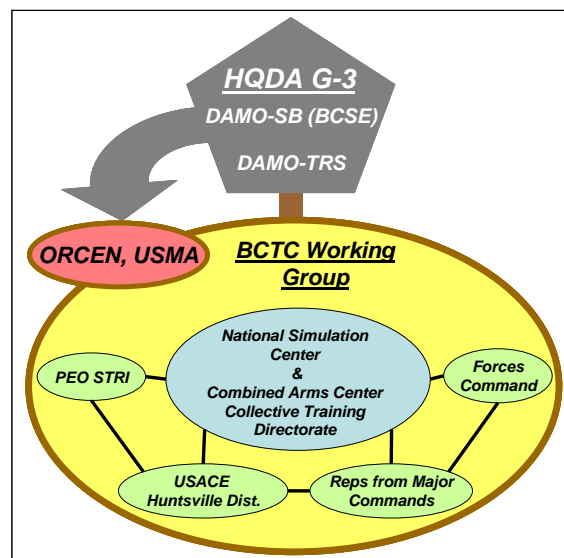 HQDA G-3
DAMO-SB (BCSE)
DAMO-TRS
ORCEN, USMA
BCTC Working
Group
National Simulation
Center
&
Combined Arms Center
Collective Training
Directorate
PEO STRI
Forces
Command
USACE
Huntsville Dist.
Reps from Major
Commands